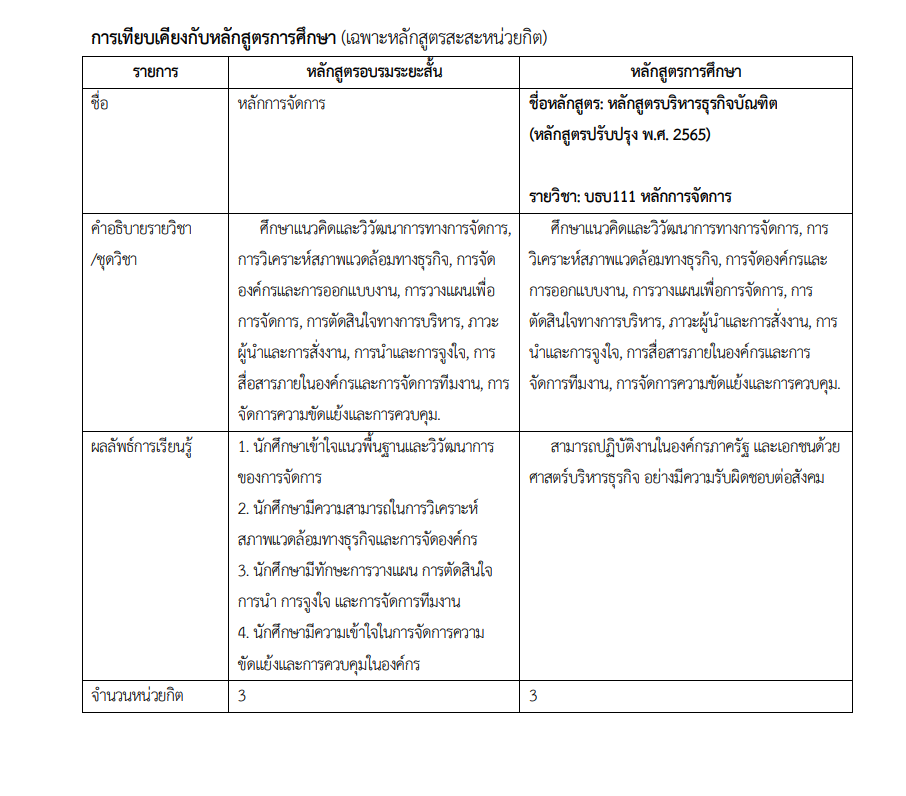 การเทียบเคียงกับหลักสูตรการศึกษา (เฉพาะหลักสูตรสะสะหน่วยกิต)
รายการ
หลักสูตรอบรมระยะสั้น
หลักสูตรการศึกษา
ชื่อ
หลักการจัดการ
ชื่อหลักสูตร: หลักสูตรบริหารธุรกิจบัณฑิต
(หลักสูตรปรับปรุง พ.ศ. 2565)
รายวิชา: บธบ111 หลักการจัดการ
คำอธิบายรายวิชา
/ชุดวิชา
ศึกษาแนวคิดและวิวัฒนาการทางการจัดการ,
การวิเคราะห์สภาพแวดล้อมทางธุรกิจ, การจัด
องค์กรและการออกแบบงาน, การวางแผนเพื่อ
การจัดการ, การตัดสินใจทางการบริหาร, ภาวะ
ผู้นำและการสั่งงาน, การนำและการจูงใจ, การ
สื่อสารภายในองค์กรและการจัดการทีมงาน, การ
จัดการความขัดแย้งและการควบคุม.
ศึกษาแนวคิดและวิวัฒนาการทางการจัดการ, การ
วิเคราะห์สภาพแวดล้อมทางธุรกิจ, การจัดองค์กรและ
การออกแบบงาน, การวางแผนเพื่อการจัดการ, การ
ตัดสินใจทางการบริหาร, ภาวะผู้นำและการสั่งงาน, การ
นำและการจูงใจ, การสื่อสารภายในองค์กรและการ
จัดการทีมงาน, การจัดการความขัดแย้งและการควบคุม.
ผลลัพธ์การเรียนรู้
1. นักศึกษาเข้าใจแนวพื้นฐานและวิวัฒนาการ
ของการจัดการ
2. นักศึกษามีความสามารถในการวิเคราะห์
สภาพแวดล้อมทางธุรกิจและการจัดองค์กร
3. นักศึกษามีทักษะการวางแผน การตัดสินใจ
การนำ การจูงใจ และการจัดการทีมงาน
4. นักศึกษามีความเข้าใจในการจัดการความ
ขัดแย้งและการควบคุมในองค์กร
สามารถปฏิบัติงานในองค์กรภาครัฐ และเอกชนด้วย
ศาสตร์บริหารธุรกิจ อย่างมีความรับผิดชอบต่อสังคม
จำนวนหน่วยกิต
3
3